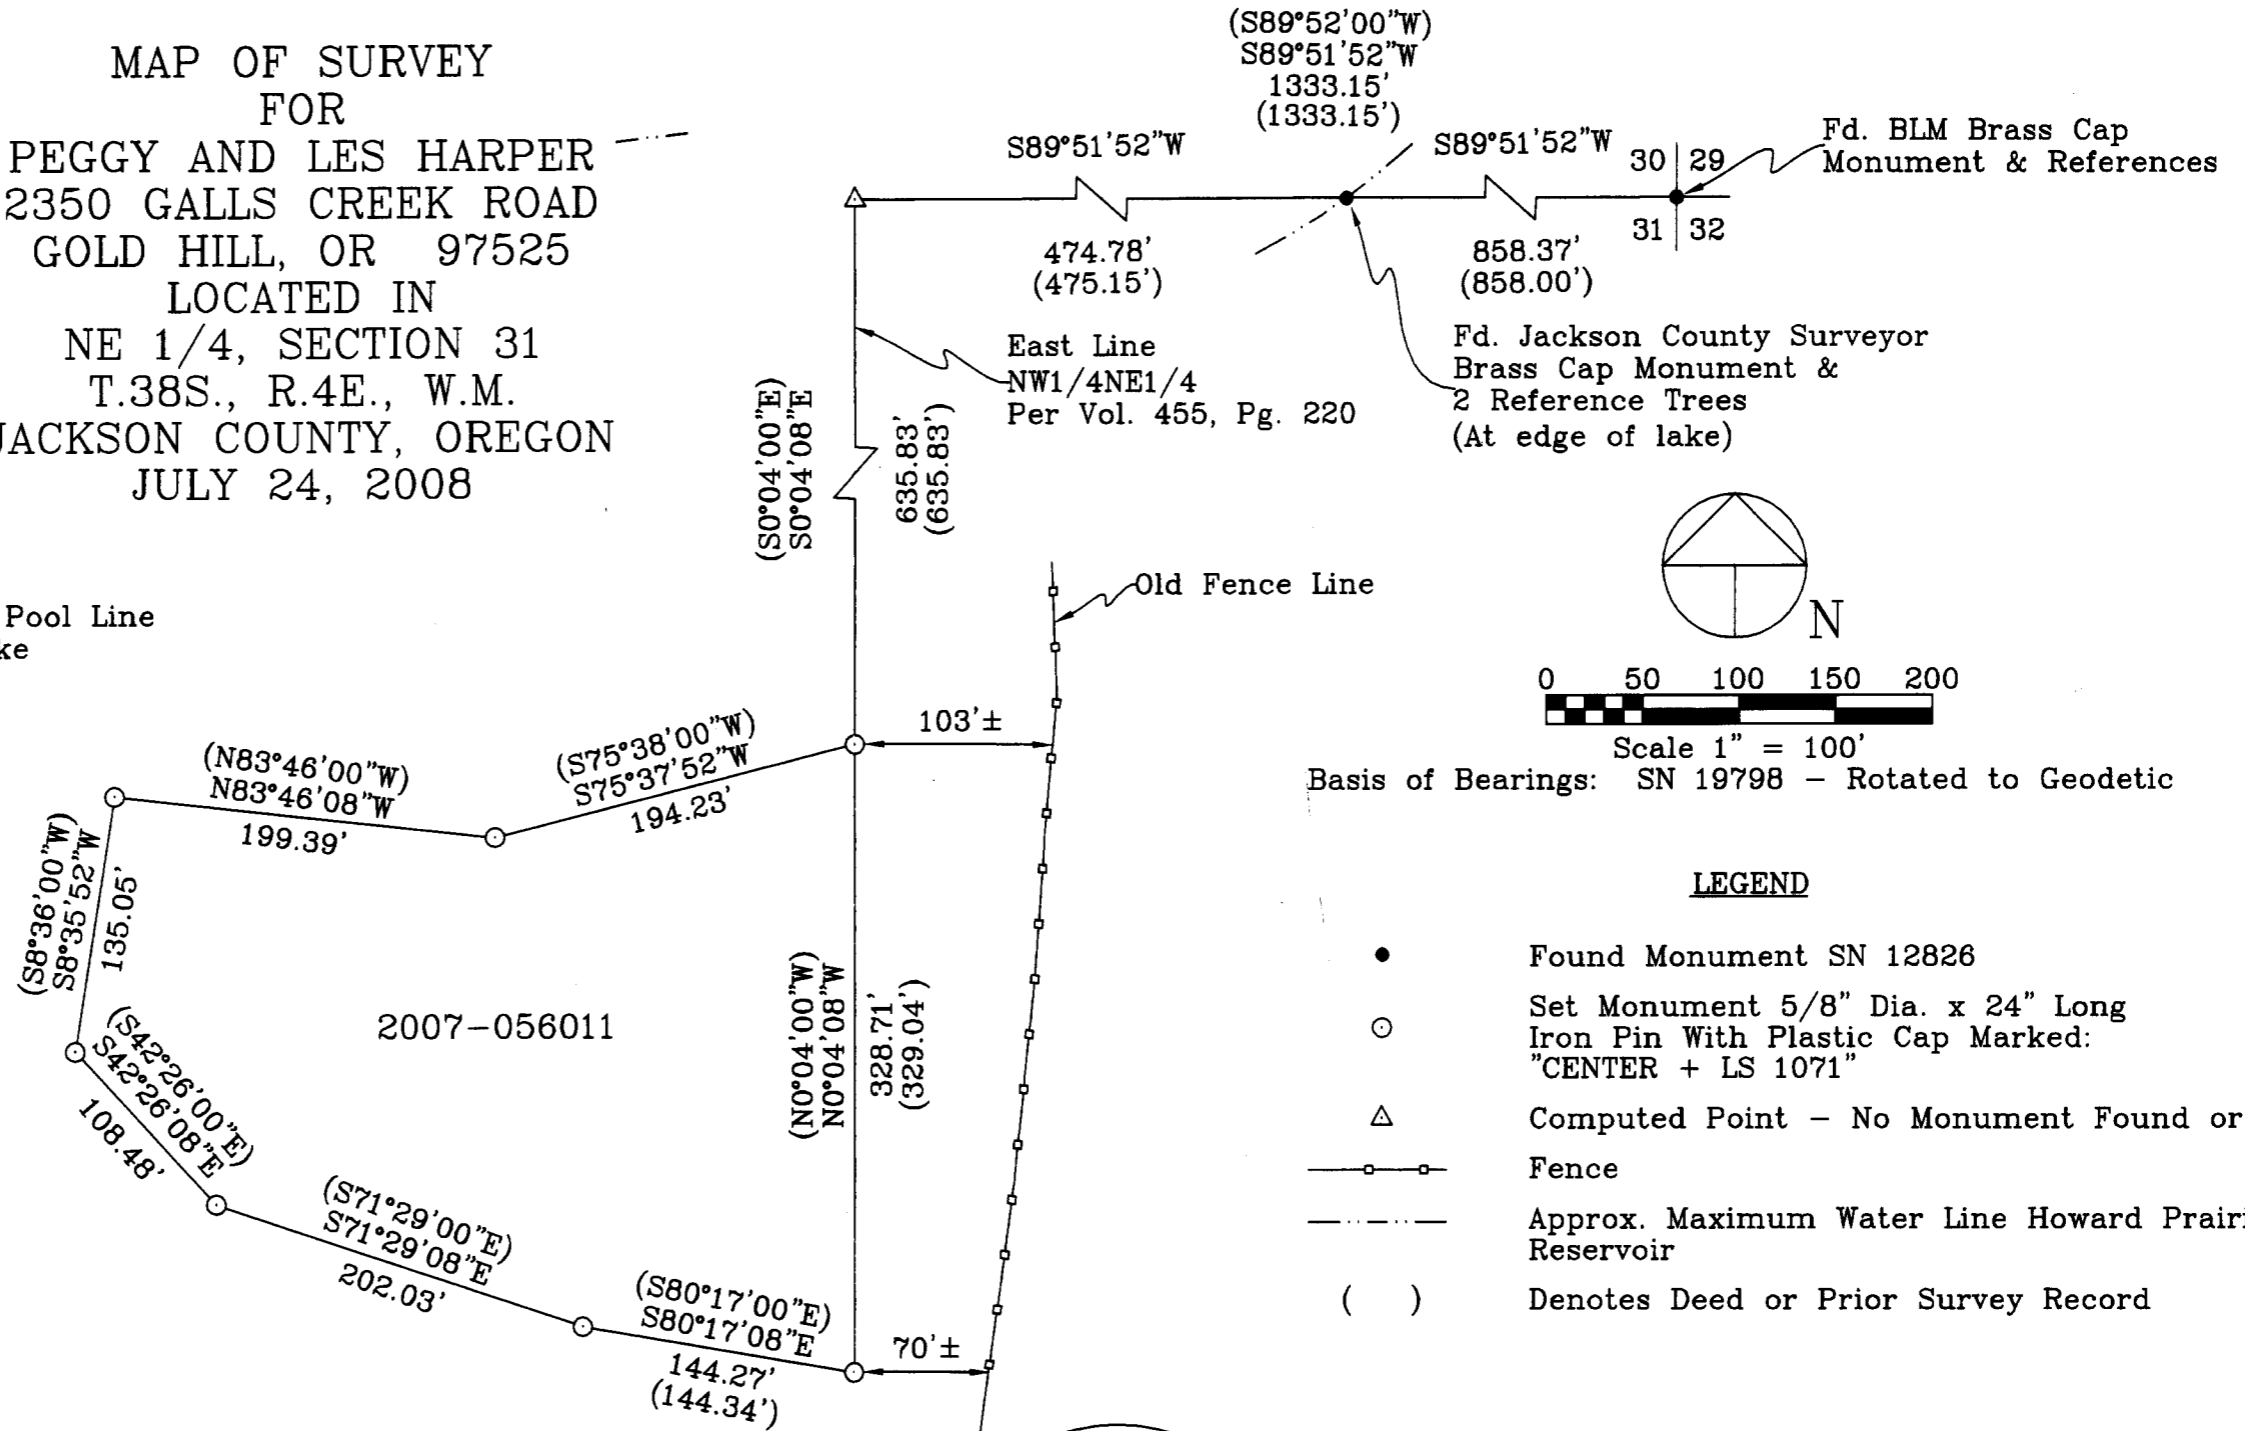 MAP OF SURVEY
FOR
PEGGY AND LES HARPER
2350 GALLS CREEK ROAD
GOLD HILL, OR 97525
LOCATED IN
NE 1/4, SECTION 31
T.38S., R.4E., W.M.
JACKSON COUNTY, OREGON
JULY 24, 2008
(S89°52'00"W)
S89°51'52"W
1333.15'
(1333.15')
S89°51'52"W
474.78'
(475.15')
S89°51'52"W
858.37'
(858.00')
30 29
31 32
Fd. BLM Brass Cap
Monument & References
Fd. Jackson County Surveyor
Brass Cap Monument &
2 Reference Trees
(At edge of lake)
East Line
NW1/4NE1/4
Per Vol. 455, Pg. 220
(S0°04'00"E)
S0°04'08"E
635.83'
(635.83')
Old Fence Line
Pool Line
N
0 50 100 150 200
Scale 1" = 100'
Basis of Bearings: SN 19798 – Rotated to Geodetic
103'±
(S75°38'00"W)
S75°37'52"W
194.23'
(N83°46'00"W)
N83°46'08"W
199.39'
(S8°36'00"W)
S8°35'52"W
135.05'
2007-056011
(N0°04'00"W)
N0°04'08"W
328.71'
(329.04')
(S42°26'00"E)
S42°26'08"E
108.48'
(S71°29'00"E)
S71°29'08"E
202.03'
(S80°17'00"E)
S80°17'08"E
144.27'
(144.34')
70'±
LEGEND
Found Monument SN 12826
Set Monument 5/8" Dia. x 24" Long
Iron Pin With Plastic Cap Marked:
"CENTER + LS 1071"
Computed Point – No Monument Found or
Fence
Approx. Maximum Water Line Howard
Reservoir
( ) Denotes Deed or Prior Survey Record